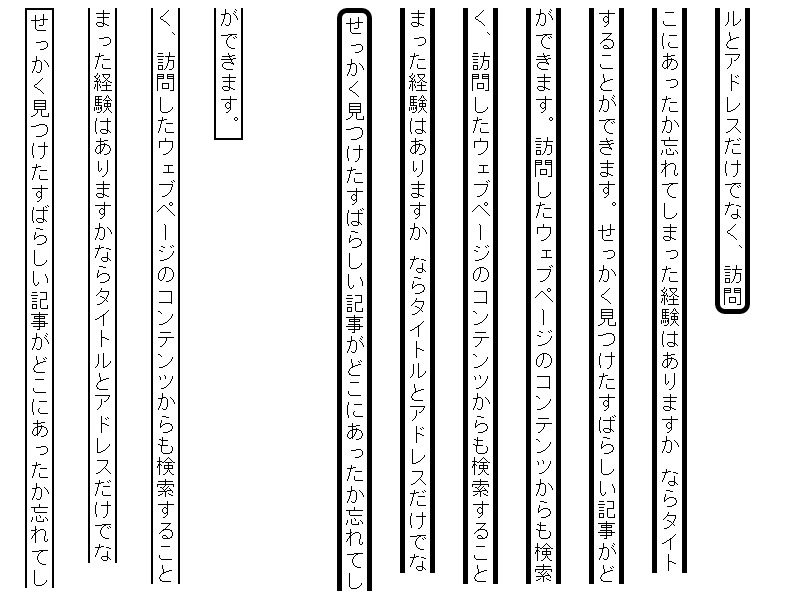 せっかく見つけたすばらしい記事がどこにあったか忘れてし
まった経験はありますかならタイトルとアドレスだけでな
く、訪問したウェブページのコンテンツからも検索すること
ができます。
せっかく見つけたすばらしい記事がどこにあったか忘れてし
まった経験はありますか ならタイトルとアドレスだけでな
く、訪問したウェブページのコンテンツからも検索すること
ができます。訪問したウェブページのコンテンツからも検索
することができます。 せっかく見つけたすばらしい記事がど
こにあったか忘れてしまった経験はありますか ならタイト
ルとアドレスだけでなく、訪問